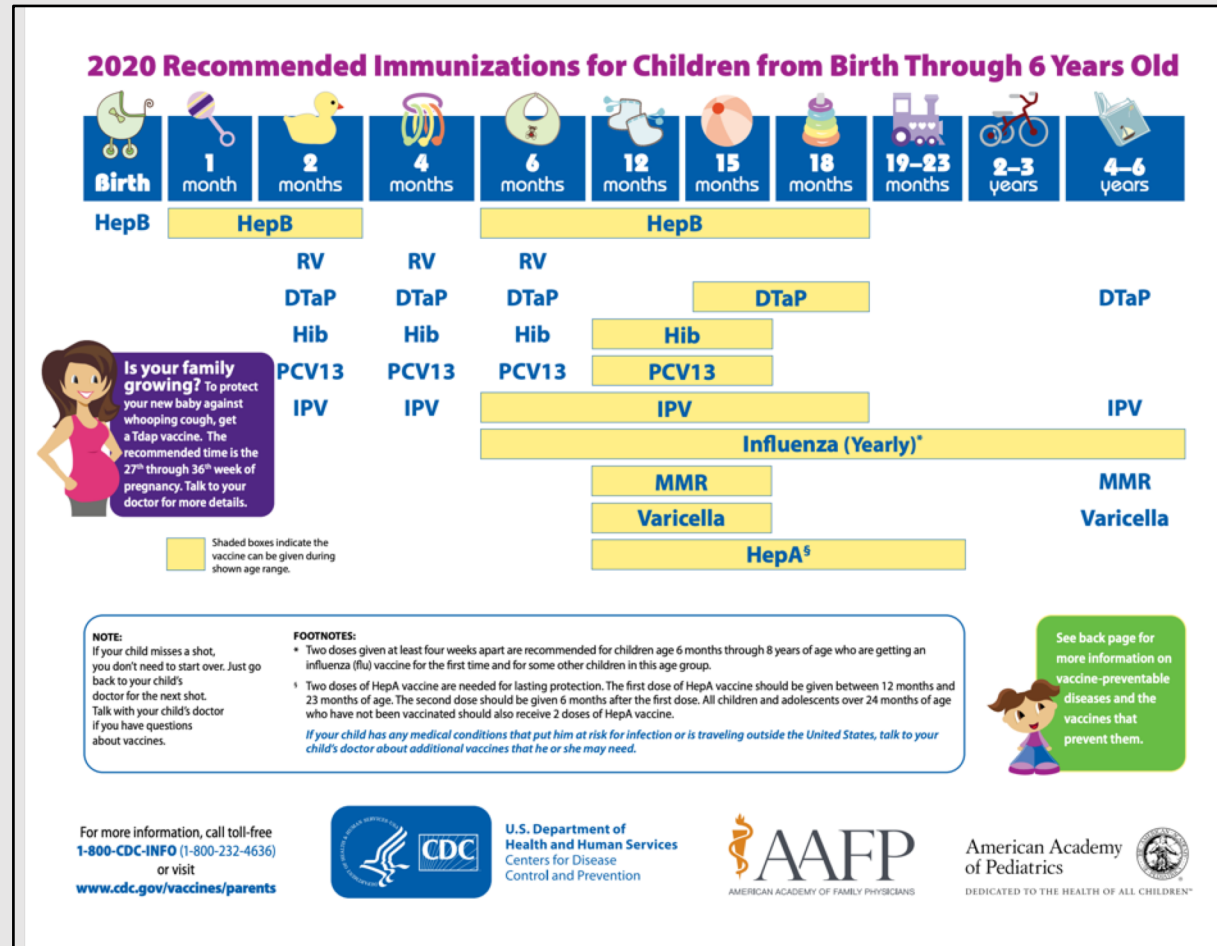 2020 Recommended Immunizations for Children from Birth Through 6 Years Old
Birth
1 month
2 months
4 months
6 months
12 months
15 months
18 months
19–23 months
2–3 years
4–6 years
HepB HepB HepB
RV RV RV
DTaP DTaP DTaP DTaP DTaP
Hib Hib Hib Hib
PCV13 PCV13 PCV13 PCV13
IPV IPV IPV IPV
Influenza (Yearly)*
MMR MMR
Varicella Varicella
HepA§
Is your family
growing? To protect
your new baby against
whooping cough, get
a Tdap vaccine. The
recommended time is the
27th through 36th week of
pregnancy. Talk to your
doctor for more details.
Shaded boxes indicate the
vaccine can be given during
shown age range.
NOTE:
If your child misses a shot,
you don't need to start over. Just go
back to your child's
doctor for the next shot.
Talk with your child's doctor
if you have questions
about vaccines.
FOOTNOTES:
* Two doses given at least four weeks apart are recommended for children age 6 months through 8 years of age who are getting an
influenza (flu) vaccine for the first time and for some other children in this age group.
§ Two doses of HepA vaccine are needed for lasting protection. The first dose of HepA vaccine should be given between 12 months and
23 months of age. The second dose should be given 6 months after the first dose. All children and adolescents over 24 months of age
who have not been vaccinated should also receive 2 doses of HepA vaccine.
If your child has any medical conditions that put him at risk for infection or is traveling outside the United States, talk to your
child's doctor about additional vaccines that he or she may need.
See back page for
more information on
vaccine-preventable
diseases and the
vaccines that
prevent them.
For more information, call toll-free
1-800-CDC-INFO (1-800-232-4636)
or visit
www.cdc.gov/vaccines/parents
CDC
U.S. Department of
Health and Human Services
Centers for Disease
Control and Prevention
AAFP
AMERICAN ACADEMY OF FAMILY PHYSICIANS
American Academy
of Pediatrics
DEDICATED TO THE HEALTH OF ALL CHILDREN™